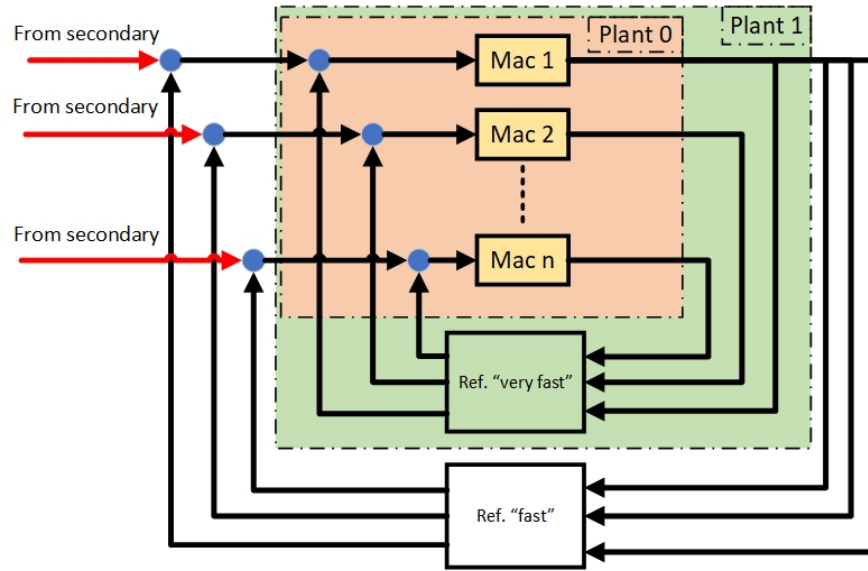 From secondary
Plant 0
Plant 1
Mac 1
From secondary
Mac 2
From secondary
Mac n
Ref. “very fast”
Ref. “fast”